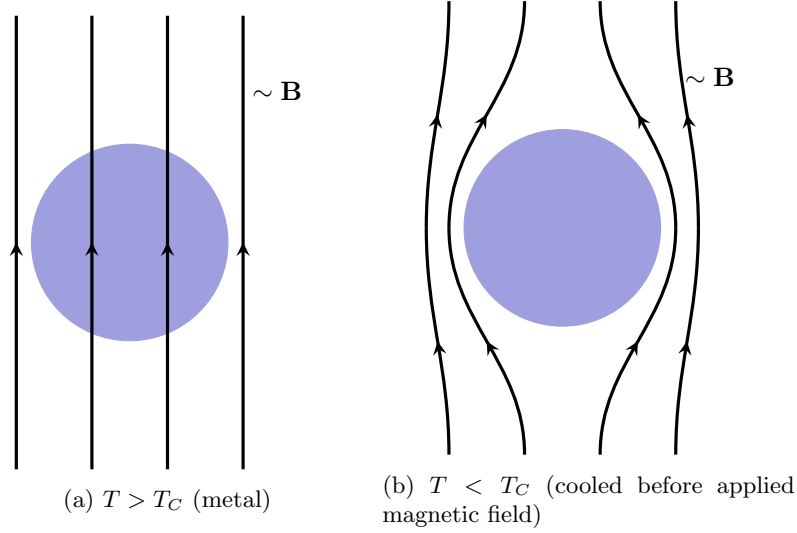 ∼ B
∼ B
(a) T > T_C (metal)
(b) T < T_C (cooled before applied
magnetic field)